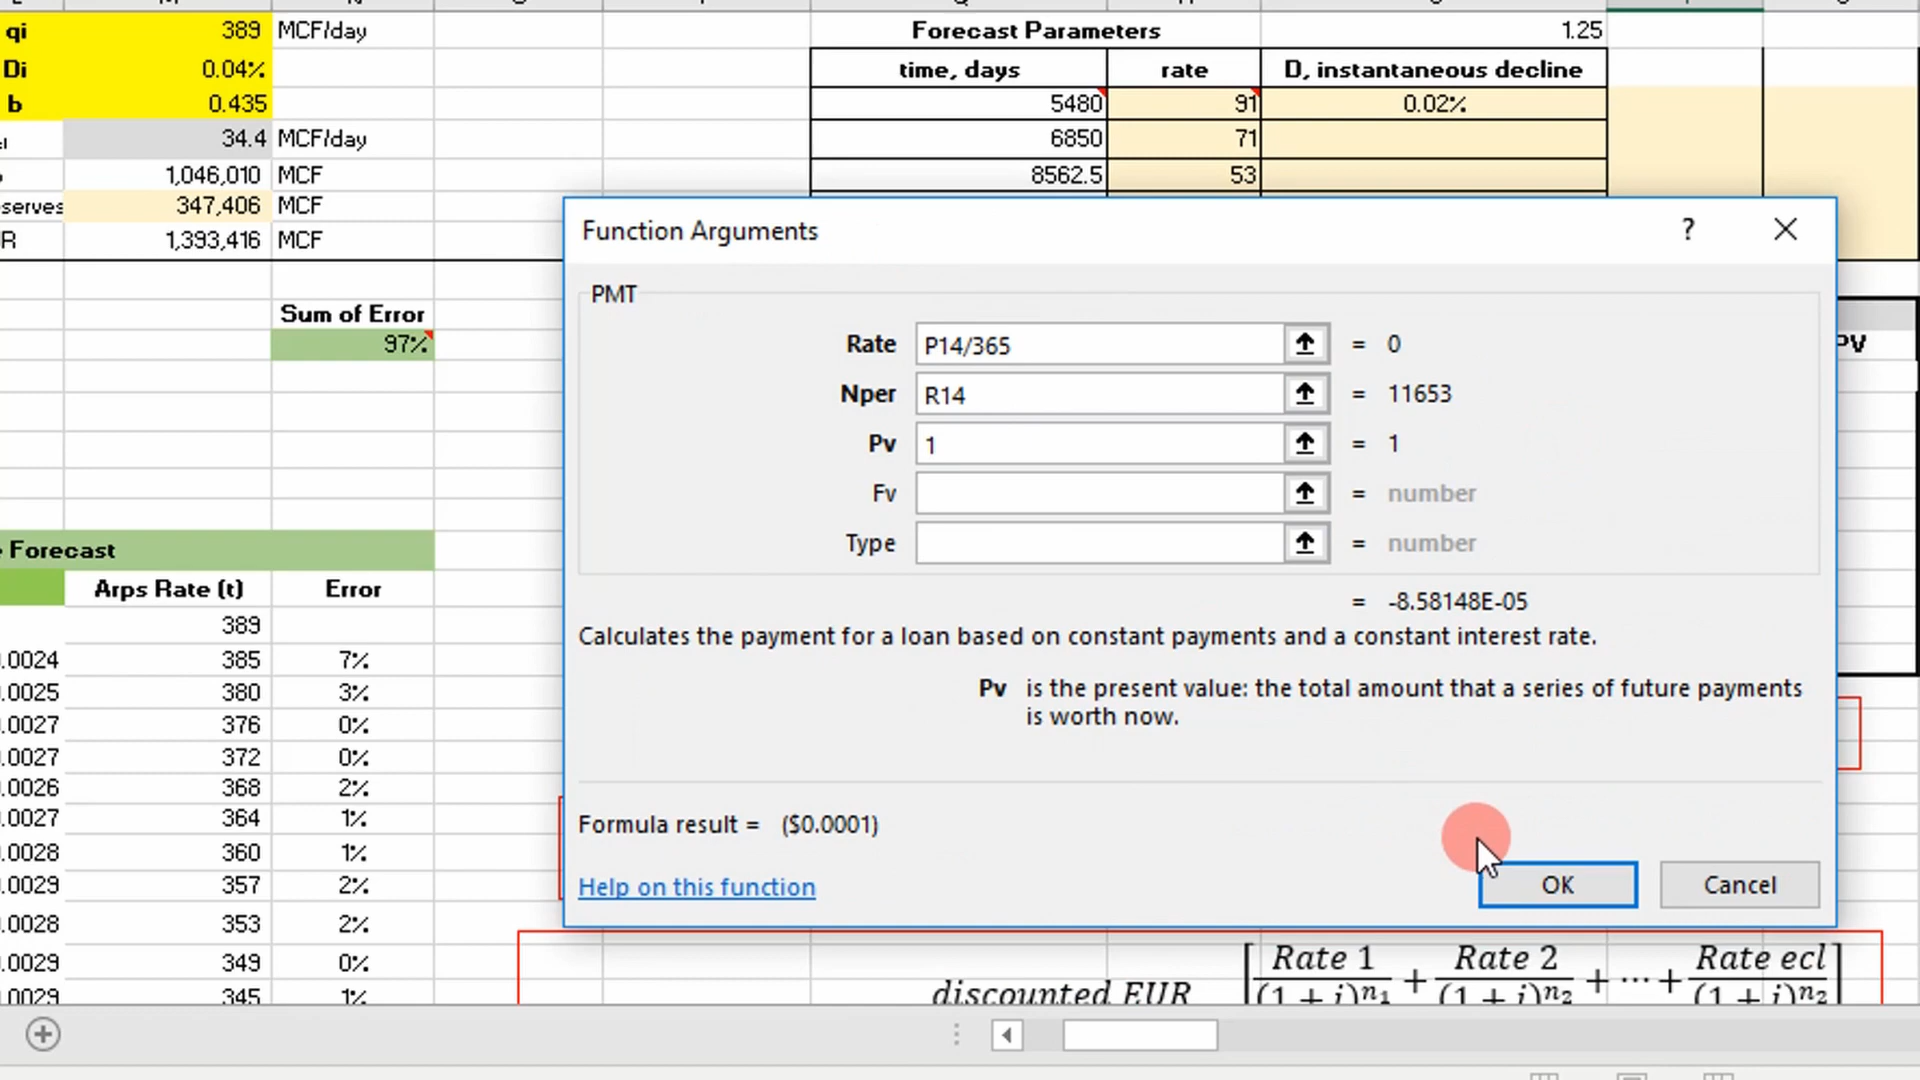 qi 389 MCF/day Forecast Parameters 1.25
Di 0.04% time, days rate D, instantaneous decline
b 0.435 5480 91 0.02%
34.4 MCF/day 6850 71
1,046,010 MCF 8562.5 53
serves 347,406 MCF
R 1,393,416 MCF
Sum of Error
97%
Function Arguments ?
PMT
Rate P14/365 = 0
Nper R14 = 11653
Pv 1 = 1
Fv = number
Type = number
= -8.58148E-05
Calculates the payment for a loan based on constant payments and a constant interest rate.
Pv is the present value: the total amount that a series of future payments
is worth now.
Formula result = ($0.0001)
Help on this function OK Cancel
PV
Forecast
Arps Rate (t) Error
389
.0024 385 7%
.0025 380 3%
.0027 376 0%
.0027 372 0%
.0026 368 2%
.0027 364 1%
.0028 360 1%
.0029 357 2%
.0028 353 2%
.0029 349 0%
.0029 345 1%
discounted EUR [Rate 1/(1 + i)^n1 + Rate 2/(1 + i)^n2 + ⋯ + Rate ecl/(1 + i)^n2]